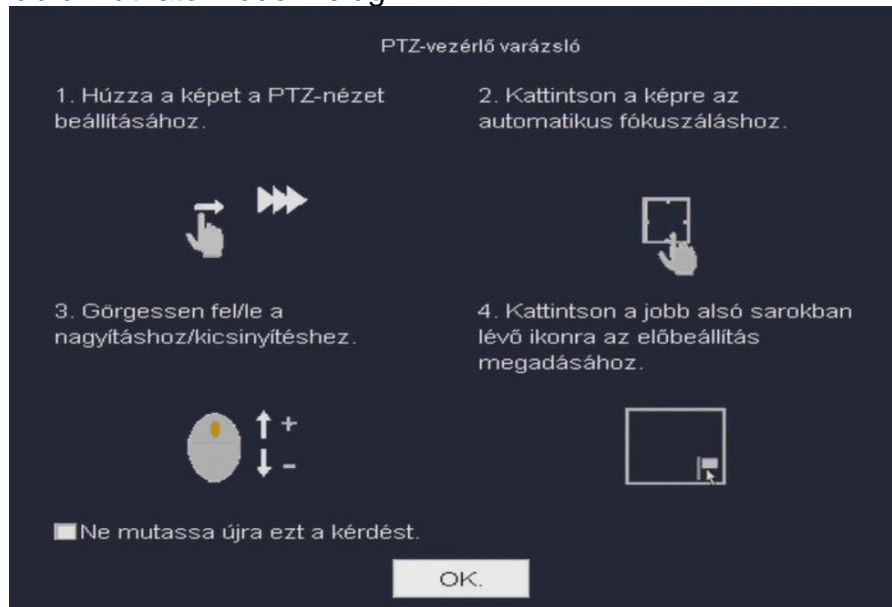 PTZ-vezérlő varázsló
1. Húzza a képet a PTZ-nézet
beállításához.
2. Kattintson a képre az
automatikus fókuszáláshoz.
3. Görgessen fel/le a
nagyításhoz/kicsinyítéshez.
4. Kattintson a jobb alsó sarokban
lévő ikonra az előbeállítás
megadásához.
+
-
Ne mutassa újra ezt a kérdést.
OK.